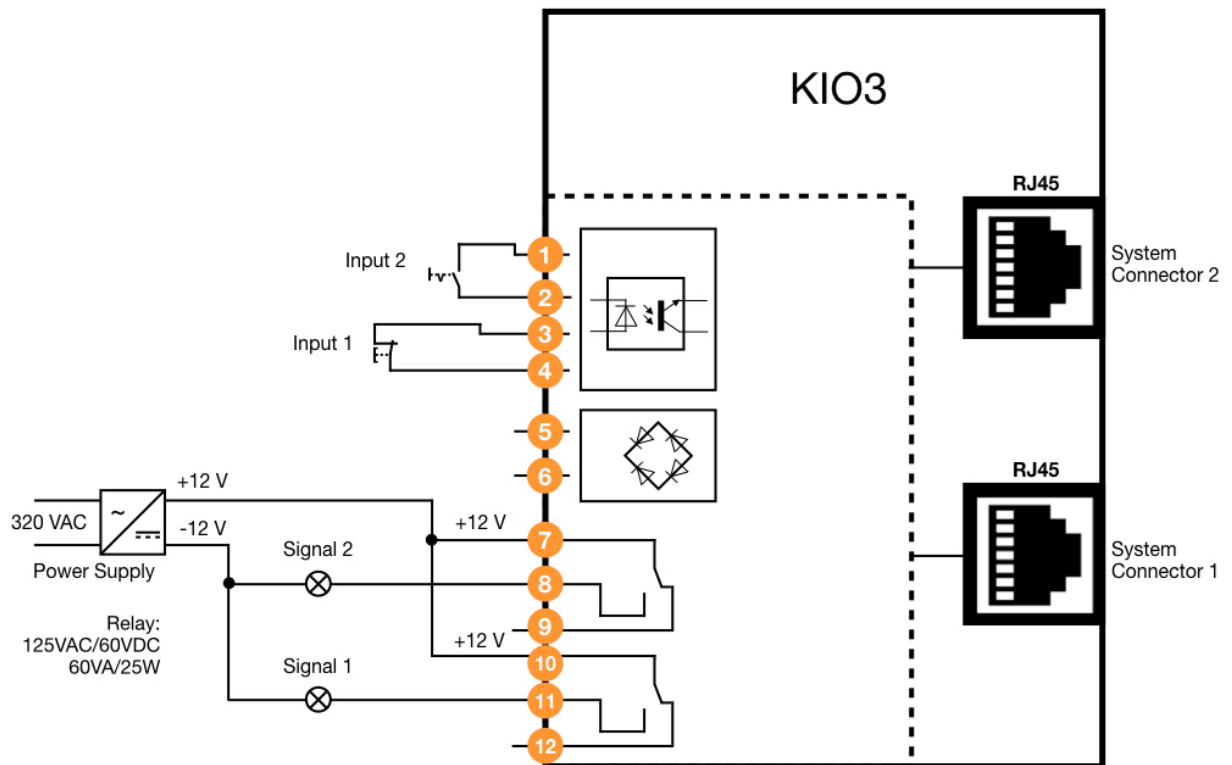 KIO3
RJ45
System
Connector 2
Input 2
1
2
Input 1
3
4
5
6
RJ45
System
Connector 1
320 VAC
~
+12 V
-12 V
Power Supply
+12 V
7
Signal 2
8
9
Relay:
125VAC/60VDC
60VA/25W
+12 V
10
Signal 1
11
12